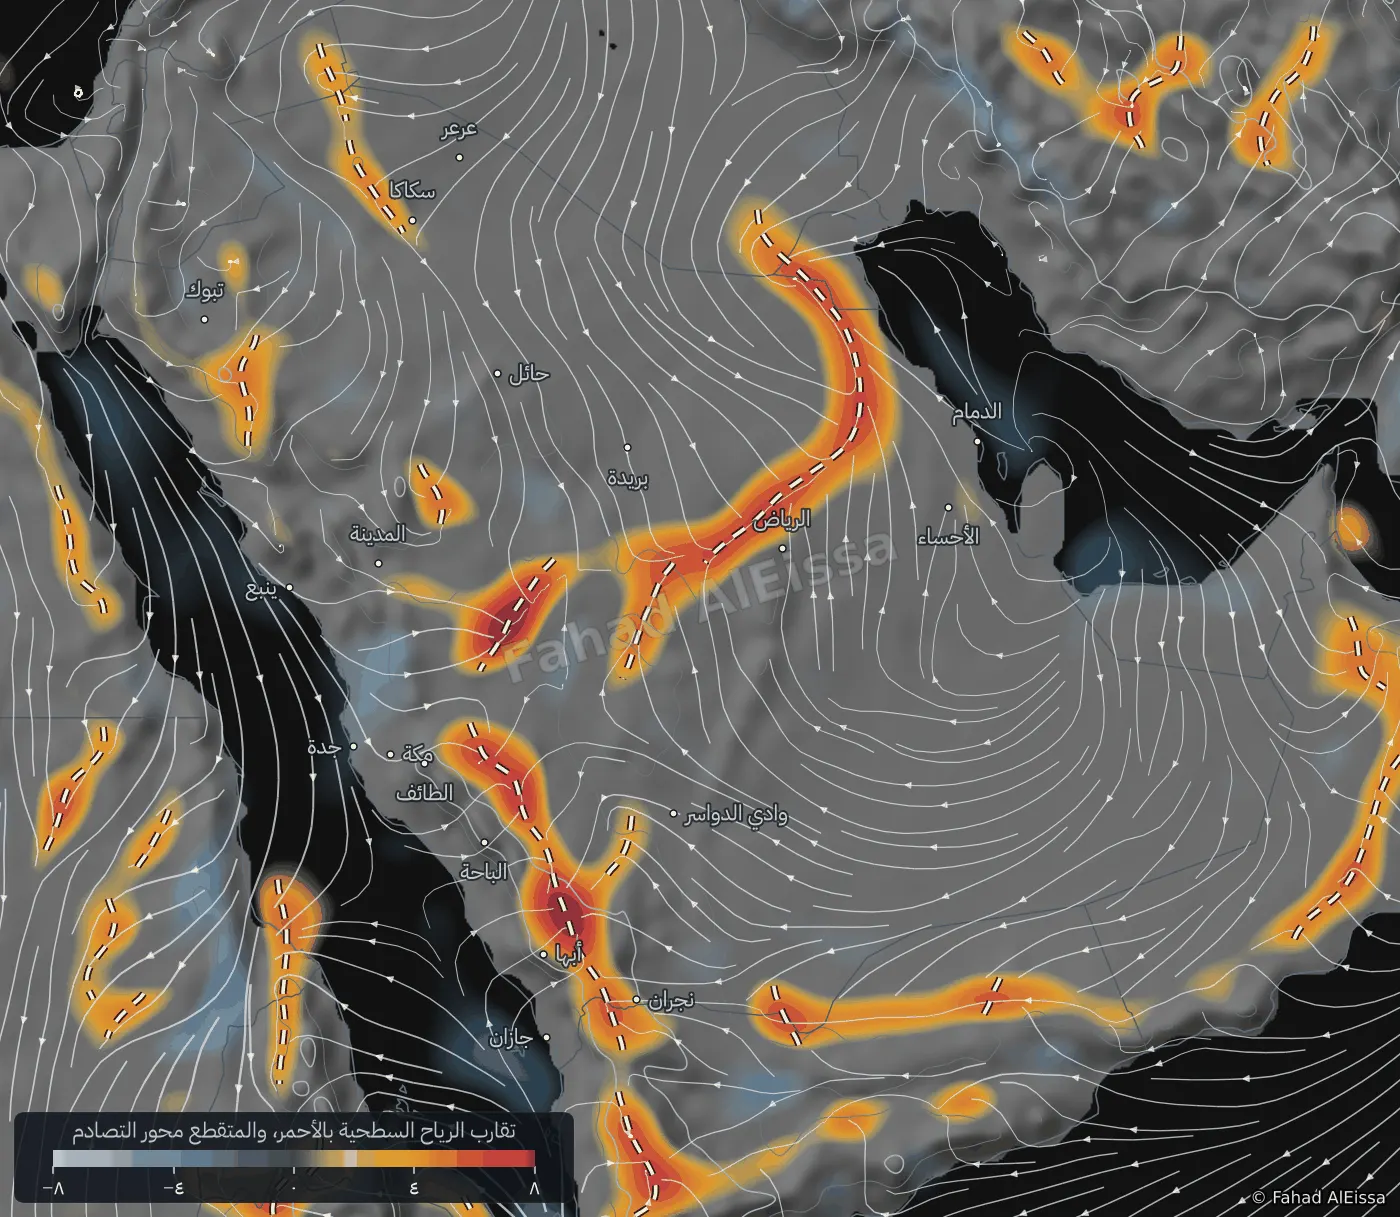 عرعر
سكاكا
تبوك
حائل
الدمام
بريدة
الرياض
المدينة
الأحساء
ينبع
Fahad AlEissa
جدة
مكة
الطائف
وادي الدواسر
الباحة
أبها
نجران
جازان
تقارب الرياح السطحية بالأحمر، والمتقطع محور التصادم
−٨ −٤ ٠ ٤ ٨
© Fahad AlEissa